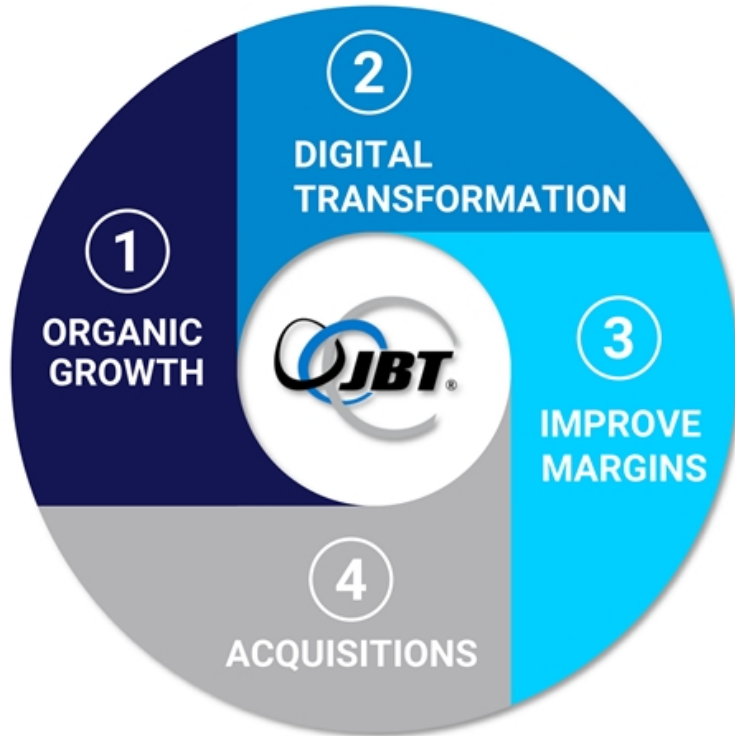 1
ORGANIC
GROWTH
2
DIGITAL
TRANSFORMATION
3
IMPROVE
MARGINS
4
ACQUISITIONS
JBT®